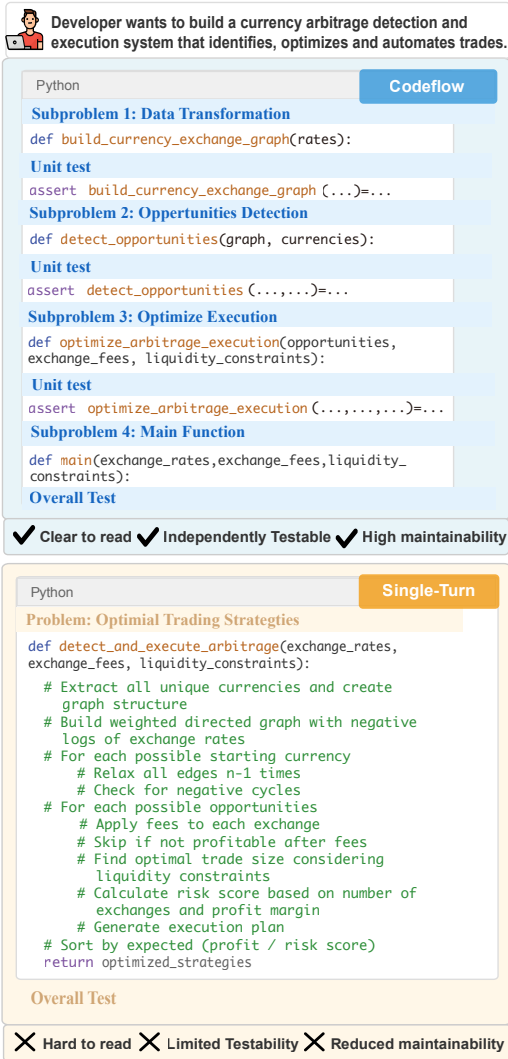 Developer wants to build a currency arbitrage detection and
execution system that identifies, optimizes and automates trades.
Python
Codeflow
Subproblem 1: Data Transformation
def build_currency_exchange_graph(rates):
Unit test
assert build_currency_exchange_graph (...)=...
Subproblem 2: Oppertunities Detection
def detect_opportunities(graph, currencies):
Unit test
assert detect_opportunities (...,...)=...
Subproblem 3: Optimize Execution
def optimize_arbitrage_execution(opportunities,
exchange_fees, liquidity_constraints):
Unit test
assert optimize_arbitrage_execution (...,...,...)=...
Subproblem 4: Main Function
def main(exchange_rates,exchange_fees,liquidity_
constraints):
Overall Test
Clear to read Independently Testable High maintainability
Python
Single-Turn
Problem: Optimial Trading Strategties
def detect_and_execute_arbitrage(exchange_rates,
exchange_fees, liquidity_constraints):
# Extract all unique currencies and create
graph structure
# Build weighted directed graph with negative
logs of exchange rates
# For each possible starting currency
# Relax all edges n-1 times
# Check for negative cycles
# For each possible opportunities
# Apply fees to each exchange
# Skip if not profitable after fees
# Find optimal trade size considering
liquidity constraints
# Calculate risk score based on number of
exchanges and profit margin
# Generate execution plan
# Sort by expected (profit / risk score)
return optimized_strategies
Overall Test
Hard to read Limited Testability Reduced maintainability